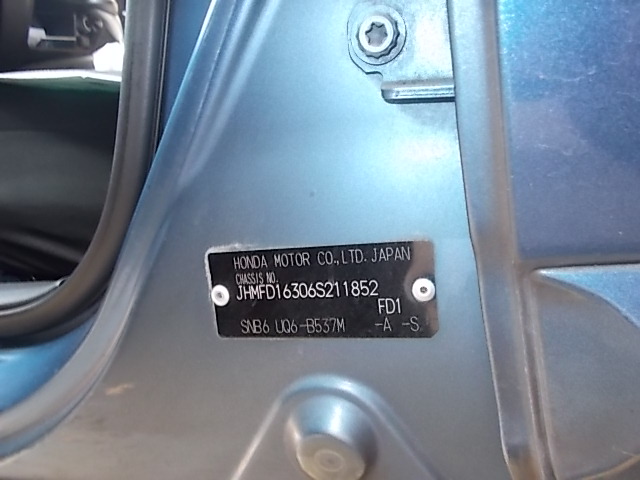 HONDA MOTOR CO.,LTD. JAPAN
CHASSIS NO.
JHMFD16306S211852
FD1
SNB6 UQ6-B537M -A -S